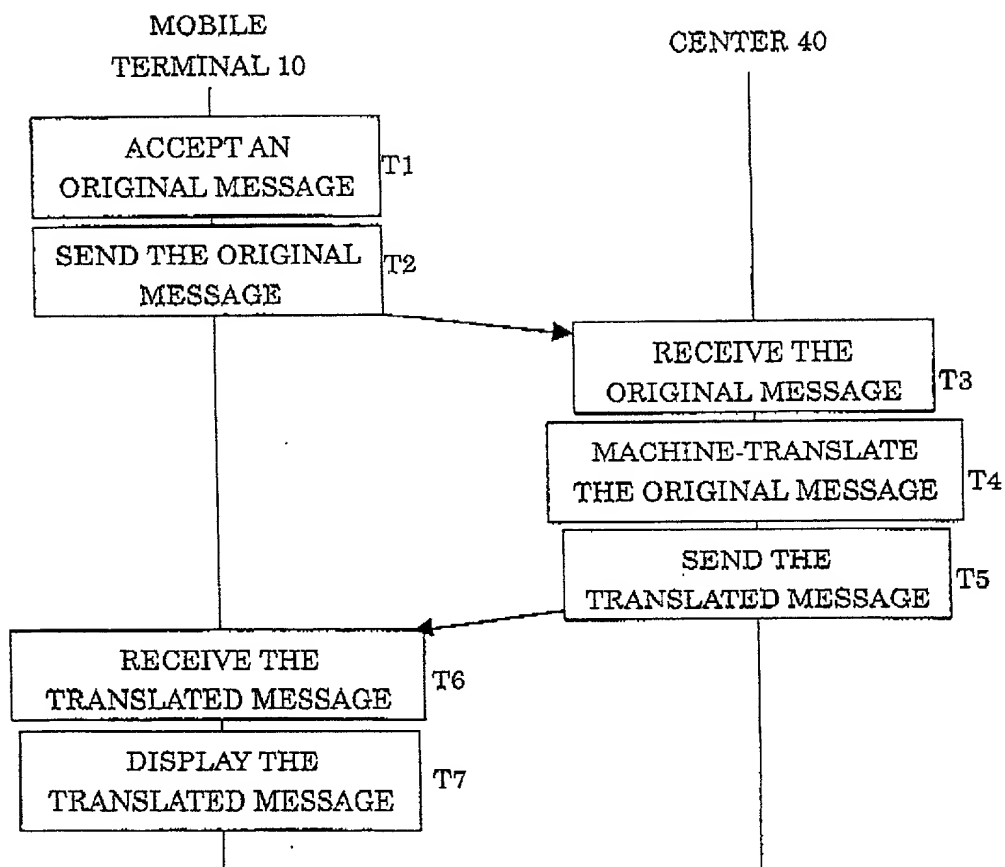 MOBILE
TERMINAL 10
CENTER 40
ACCEPT AN
ORIGINAL MESSAGE
T1
SEND THE ORIGINAL
MESSAGE
T2
RECEIVE THE
ORIGINAL MESSAGE
T3
MACHINE-TRANSLATE
THE ORIGINAL MESSAGE
T4
SEND THE
TRANSLATED MESSAGE
T5
RECEIVE THE
TRANSLATED MESSAGE
T6
DISPLAY THE
TRANSLATED MESSAGE
T7